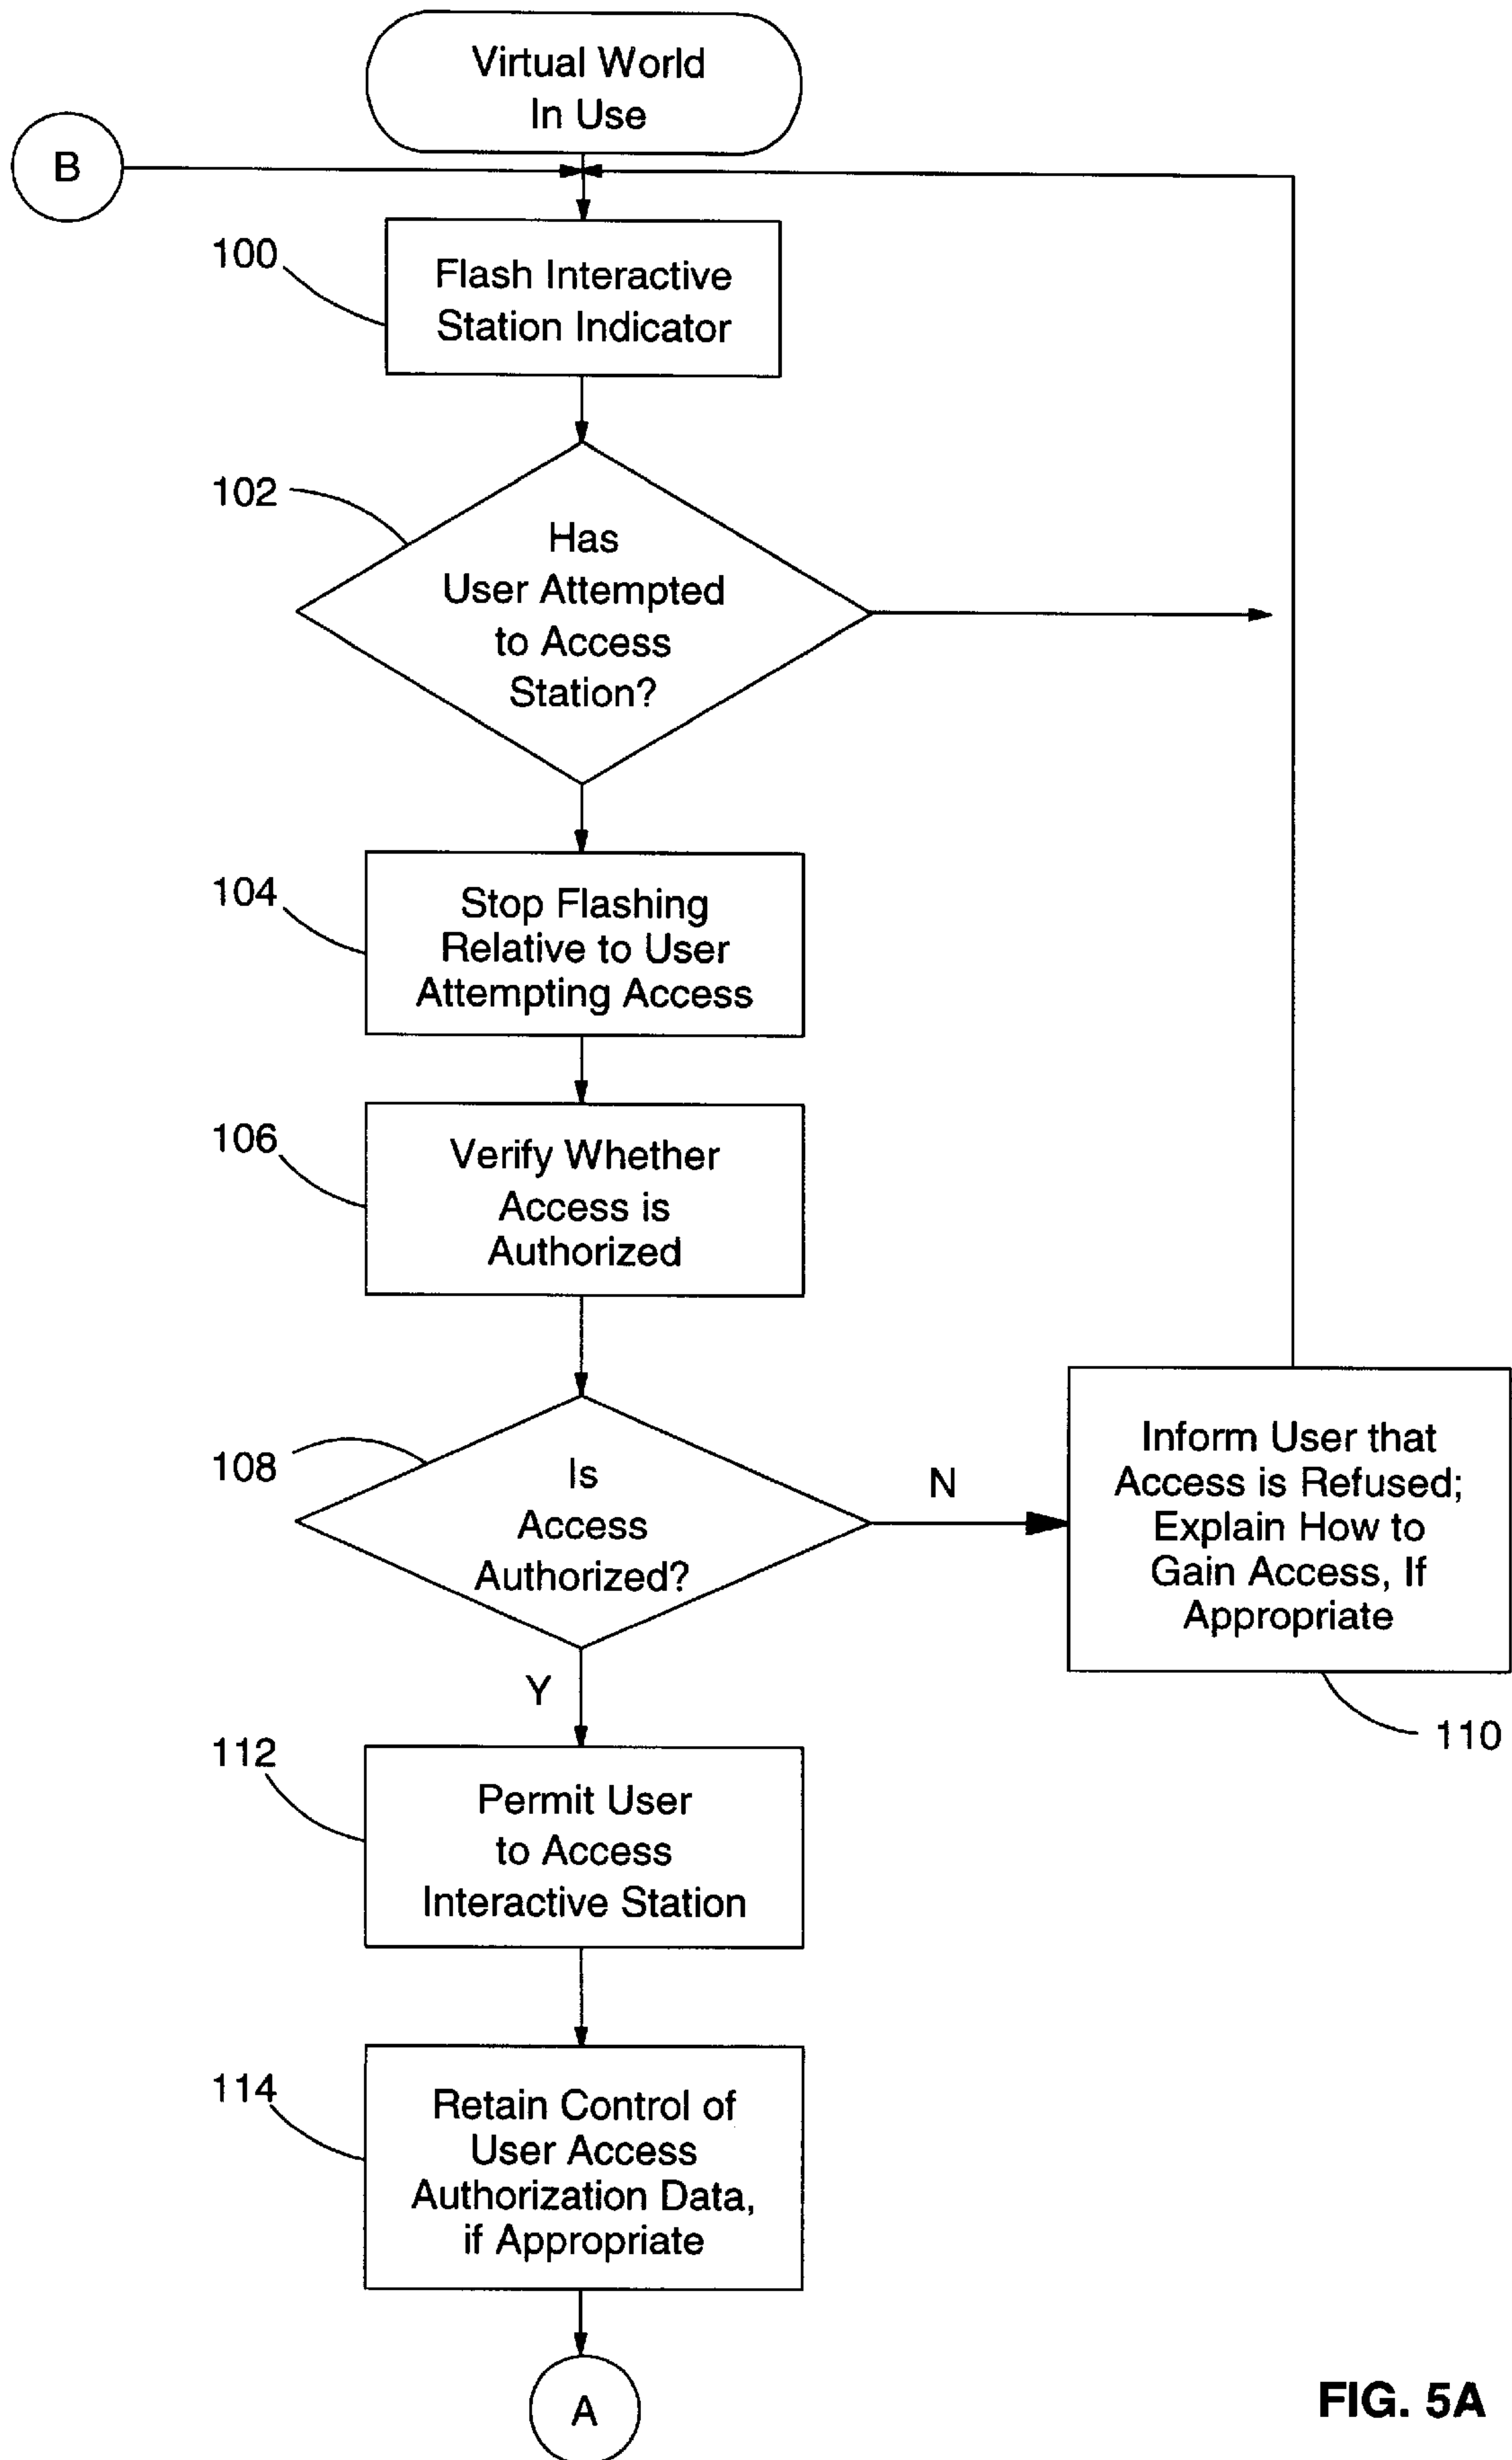 Virtual World
In Use
B
100
Flash Interactive
Station Indicator
102
Has
User Attempted
to Access
Station?
104
Stop Flashing
Relative to User
Attempting Access
106
Verify Whether
Access is
Authorized
108
Is
Access
Authorized?
N
Inform User that
Access is Refused;
Explain How to
Gain Access, If
Appropriate
110
Y
112
Permit User
to Access
Interactive Station
114
Retain Control of
User Access
Authorization Data,
if Appropriate
A
FIG. 5A